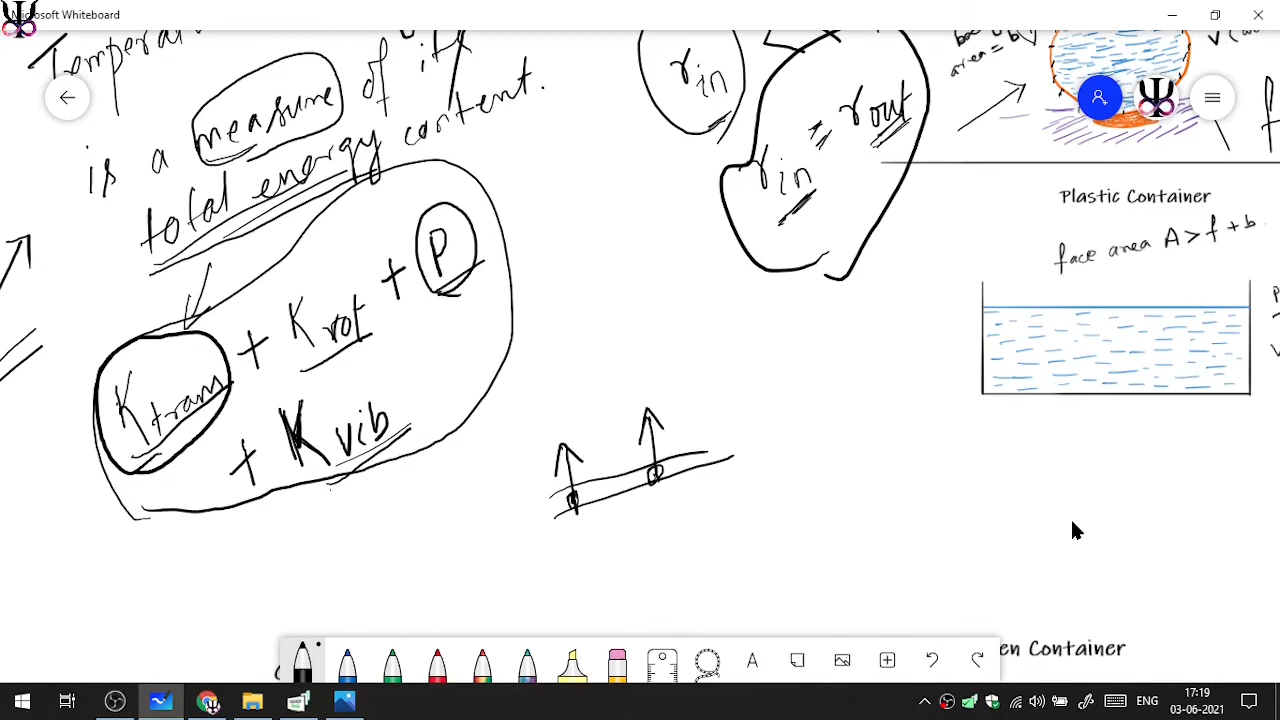 Microsoft Whiteboard
is a measure of its
total energy content.
K trans + K rot + P
+ K vib
r in
r in = r out
Plastic Container
face area A > f + b
en Container
ENG
17:19
03-06-2021